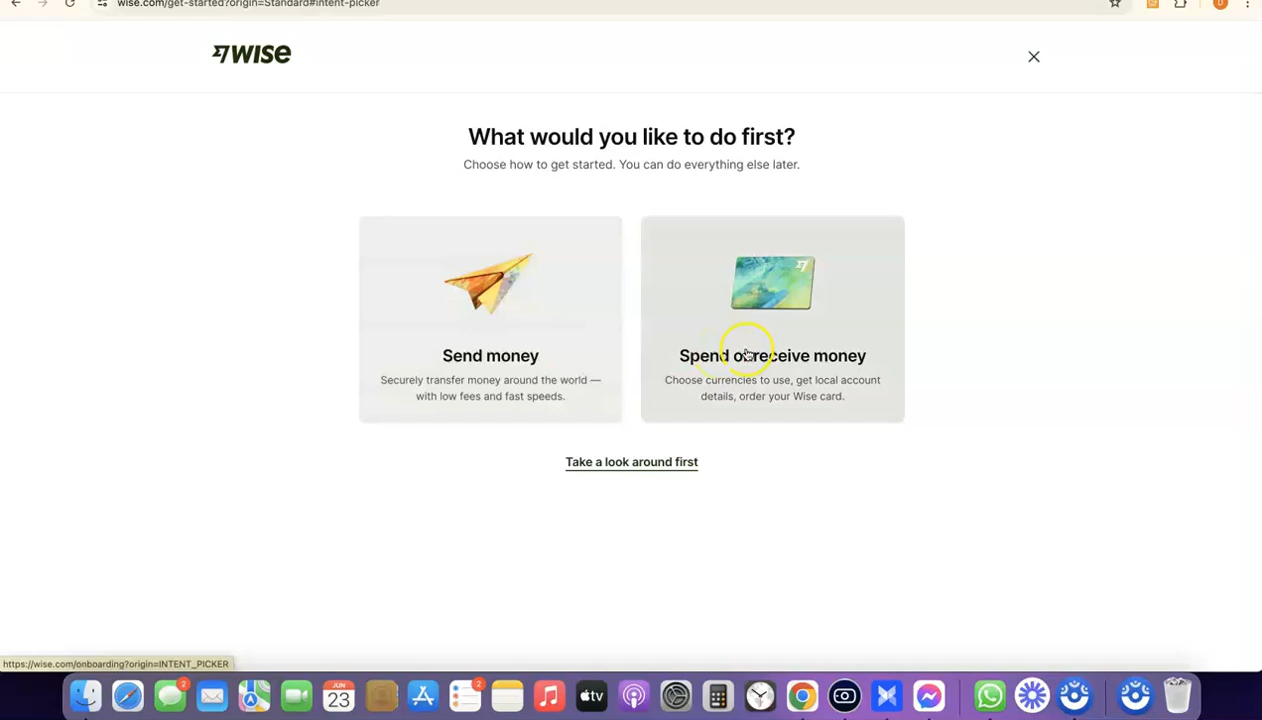 wise.com/get-started?origin=Standard#intent-picker
WISE
What would you like to do first?
Choose how to get started. You can do everything else later.
Send money
Securely transfer money around the world —
with low fees and fast speeds.
Spend or receive money
Choose currencies to use, get local account
details, order your Wise card.
Take a look around first
https://wise.com/onboarding?origin=INTENT_PICKER
2
JUN
23
2
tv